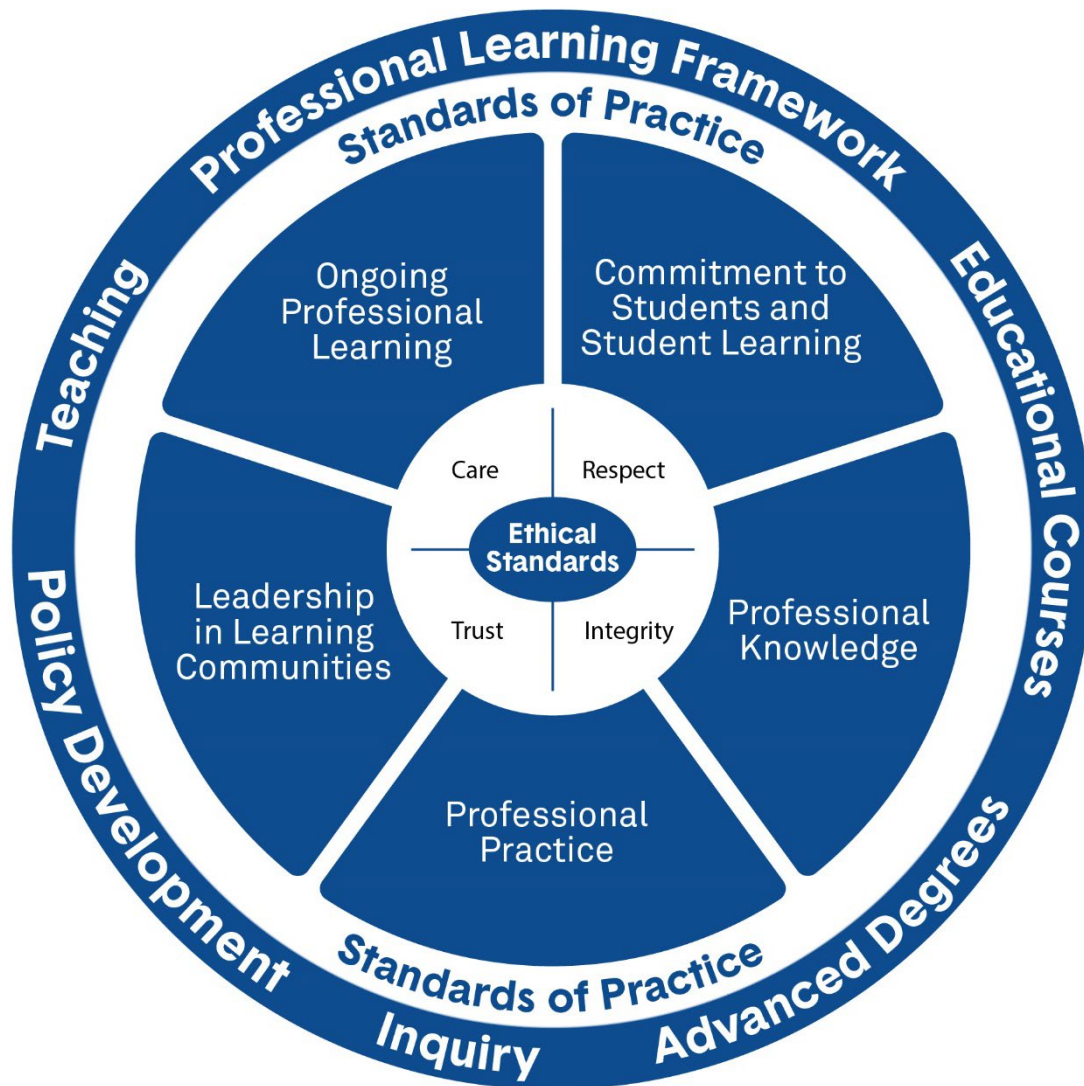 Professional Learning Framework
Educational Courses
Advanced Degrees
Inquiry
Policy Development
Teaching
Standards of Practice
Ongoing
Professional
Learning
Commitment to
Students and
Student Learning
Leadership
in Learning
Communities
Professional
Knowledge
Professional
Practice
Care
Respect
Ethical
Standards
Trust
Integrity
Standards of Practice